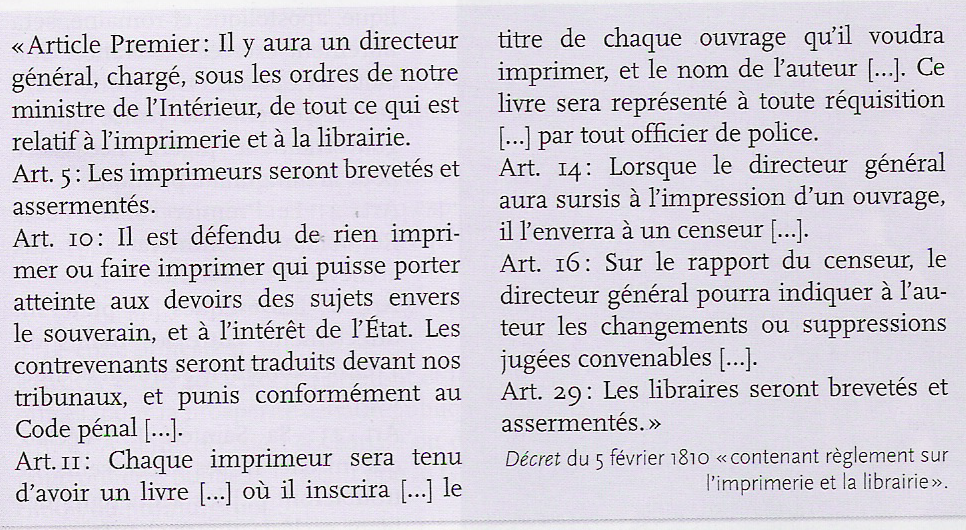 « Article Premier : Il y aura un directeur
général, chargé, sous les ordres de notre
ministre de l'Intérieur, de tout ce qui est
relatif à l'imprimerie et à la librairie.
Art. 5 : Les imprimeurs seront brevetés et
assermentés.
Art. 10 : Il est défendu de rien impri-
mer ou faire imprimer qui puisse porter
atteinte aux devoirs des sujets envers
le souverain, et à l'intérêt de l'État. Les
contrevenants seront traduits devant nos
tribunaux, et punis conformément au
Code pénal [...].
Art. 11 : Chaque imprimeur sera tenu
d'avoir un livre [...] où il inscrira [...] le
titre de chaque ouvrage qu'il voudra
imprimer, et le nom de l'auteur [...]. Ce
livre sera représenté à toute réquisition
[...] par tout officier de police.
Art. 14 : Lorsque le directeur général
aura sursis à l'impression d'un ouvrage,
il l'enverra à un censeur [...].
Art. 16 : Sur le rapport du censeur, le
directeur général pourra indiquer à l'au-
teur les changements ou suppressions
jugées convenables [...].
Art. 29 : Les libraires seront brevetés et
assermentés. »
Décret du 5 février 1810 « contenant règlement sur
l'imprimerie et la librairie ».